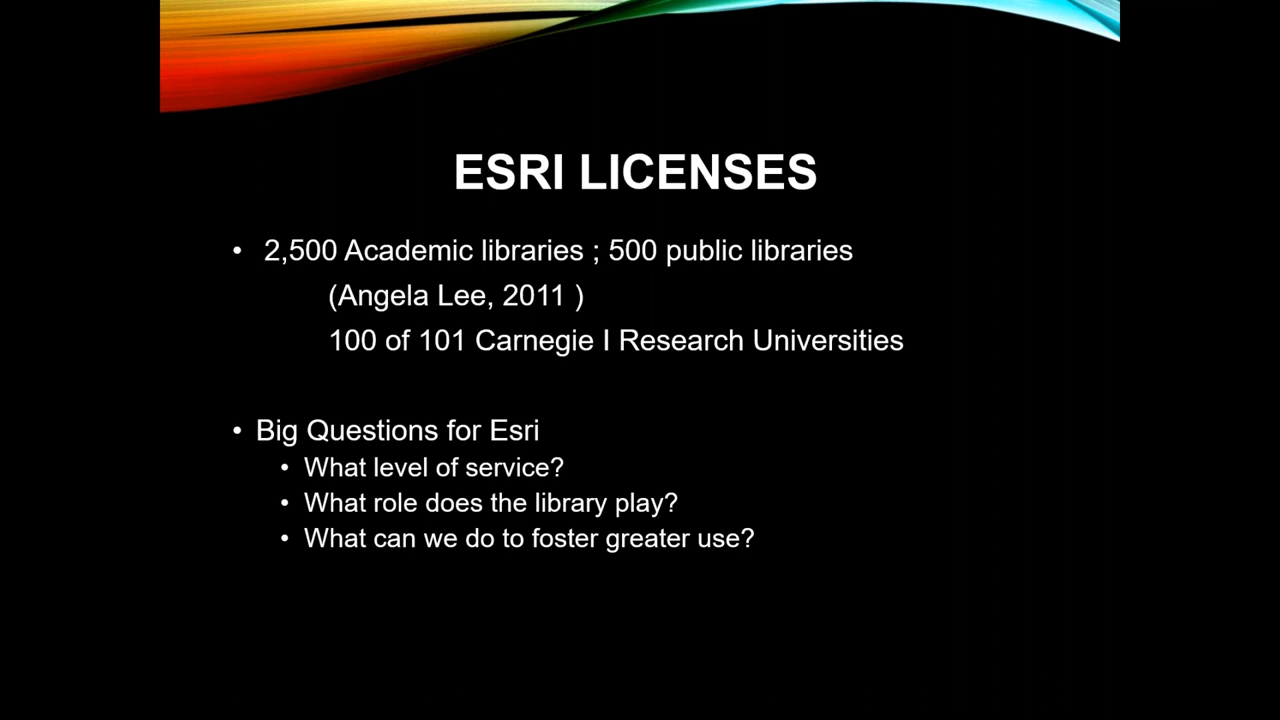 ESRI LICENSES
• 2,500 Academic libraries ; 500 public libraries
(Angela Lee, 2011 )
100 of 101 Carnegie I Research Universities
• Big Questions for Esri
• What level of service?
• What role does the library play?
• What can we do to foster greater use?